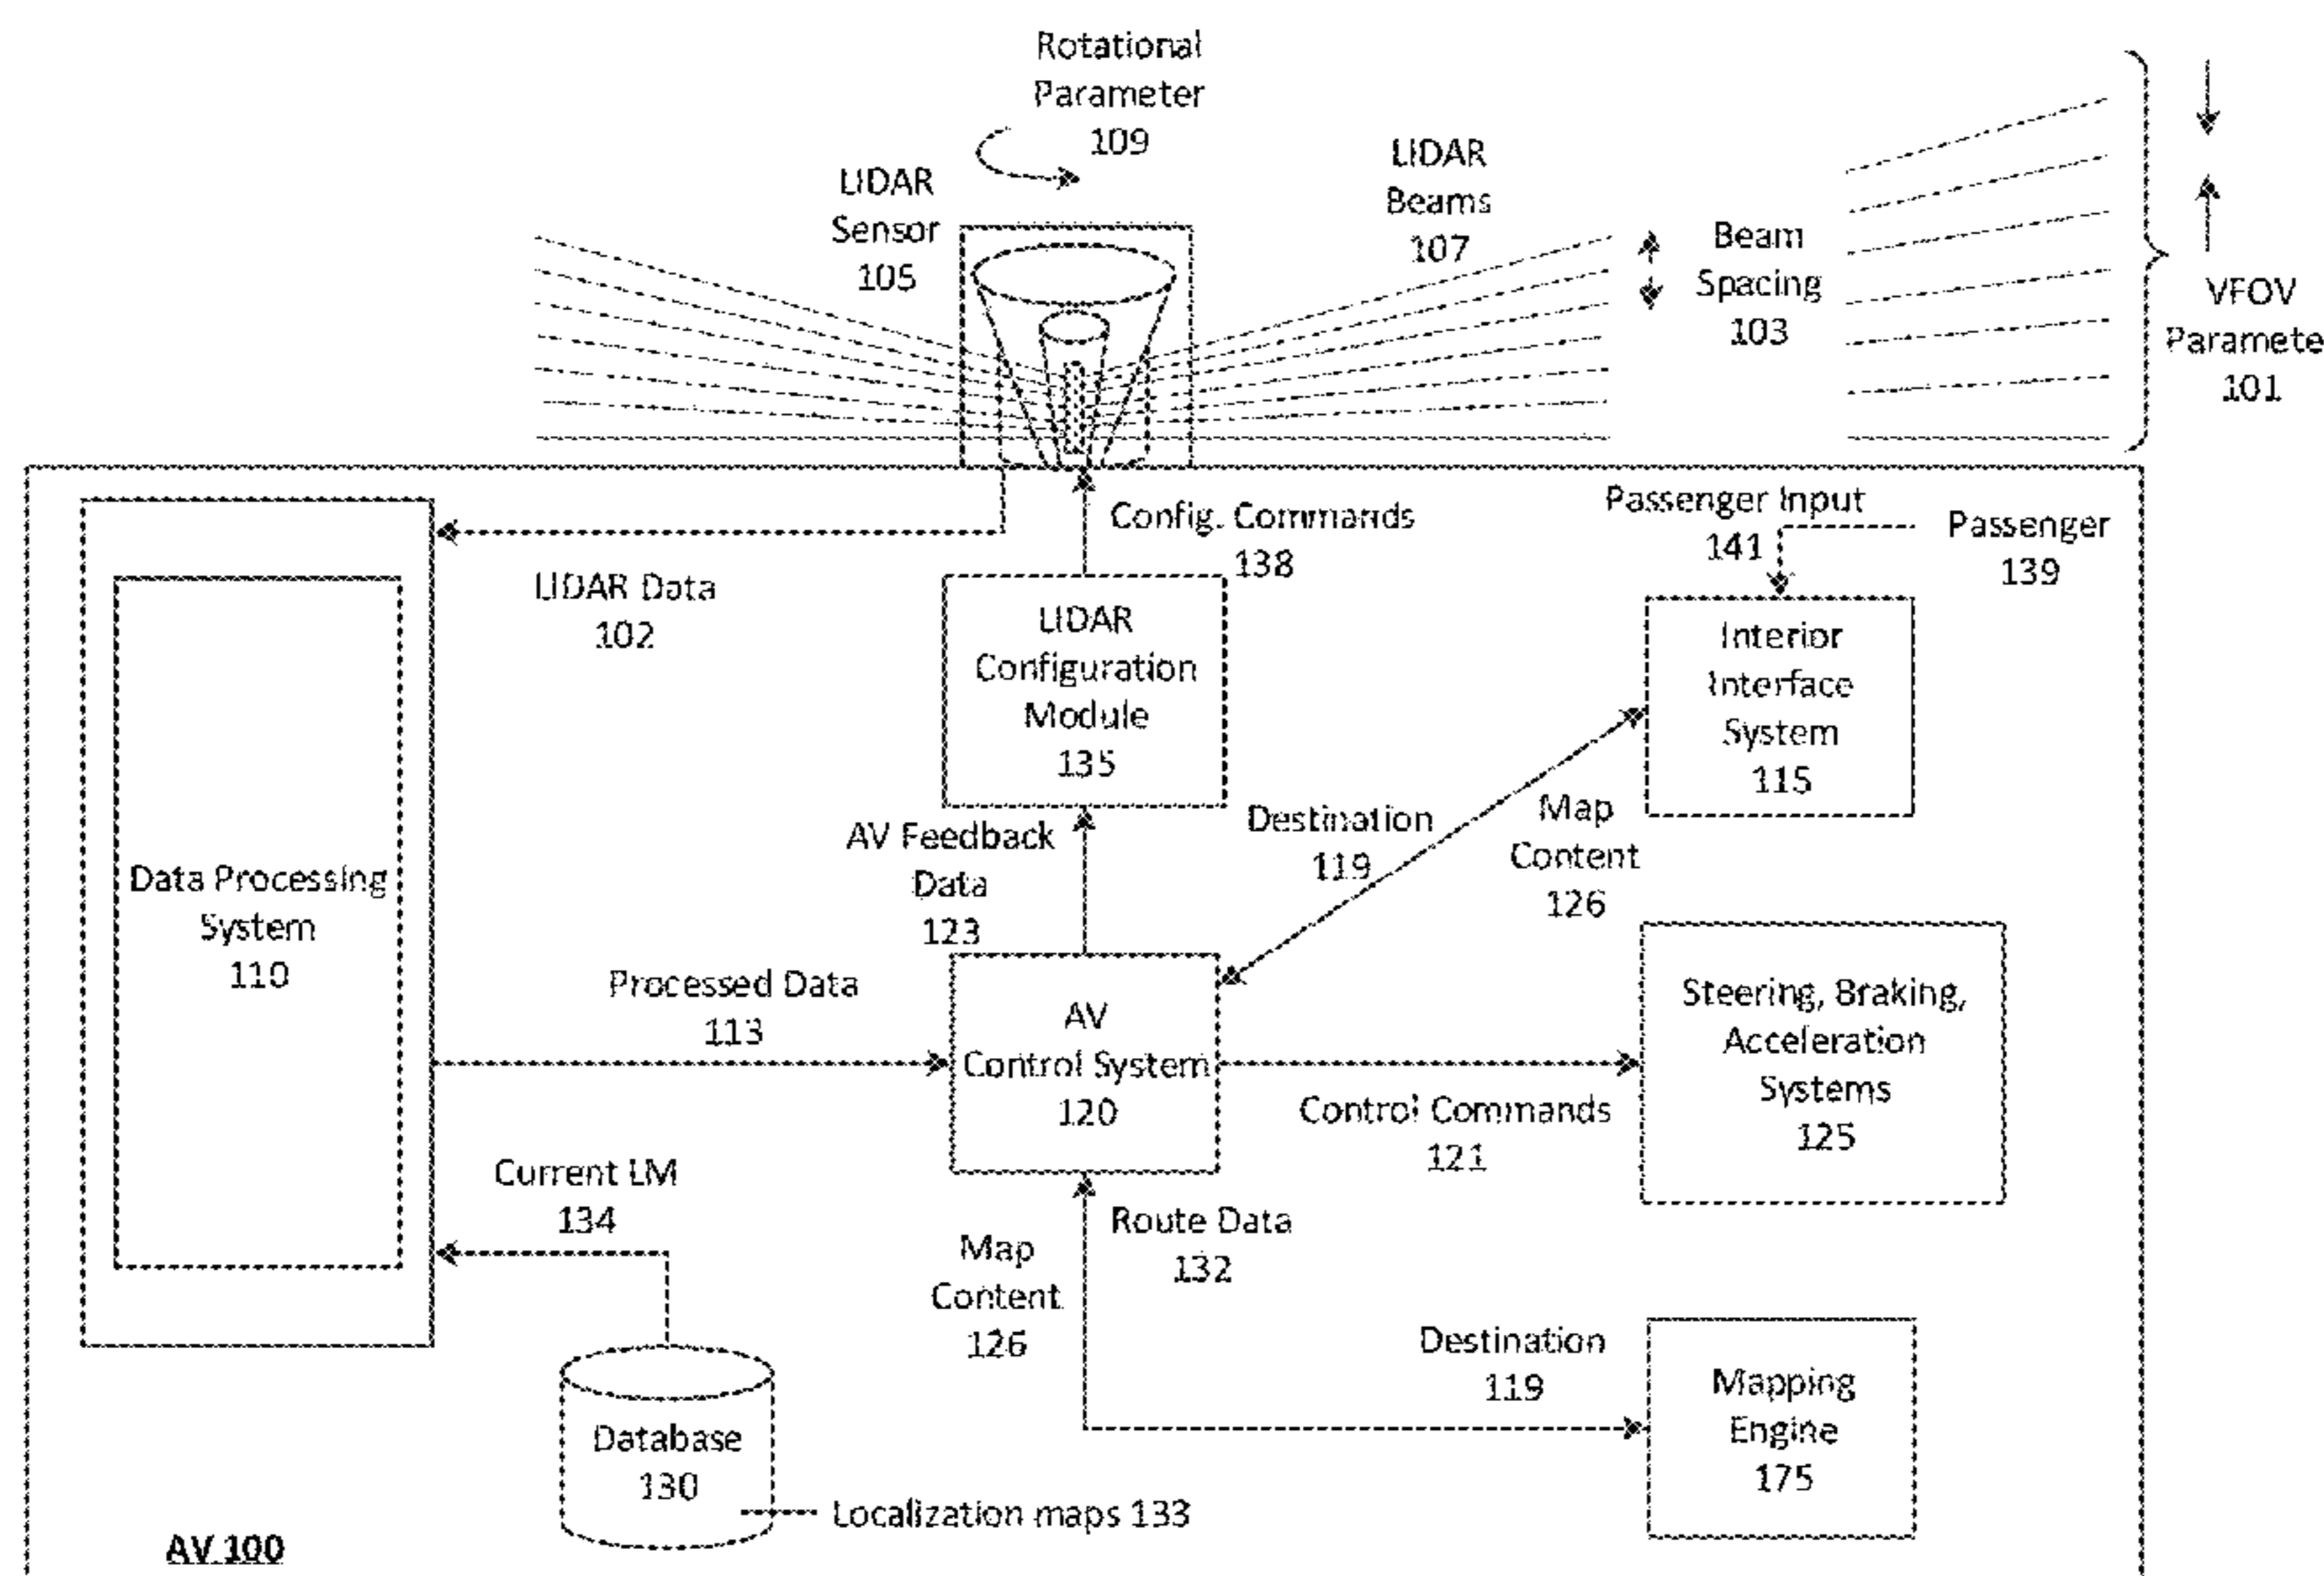 Rotational
Parameter
109
LIDAR
Sensor
105
LIDAR
Beams
107
Beam
Spacing
103
VFOV
Paramete
101
LIDAR Data
102
Config. Commands
138
Passenger Input
141
Passenger
139
LIDAR
Configuration
Module
135
Interior
Interface
System
115
AV Feedback
Data
123
Destination
119
Map
Content
126
Data Processing
System
110
Processed Data
113
AV
Control System
120
Steering, Braking,
Acceleration
Systems
125
Control Commands
121
Current LM
134
Map
Content
126
Route Data
132
Destination
119
Mapping
Engine
175
Database
130
Localization maps 133
AV 100